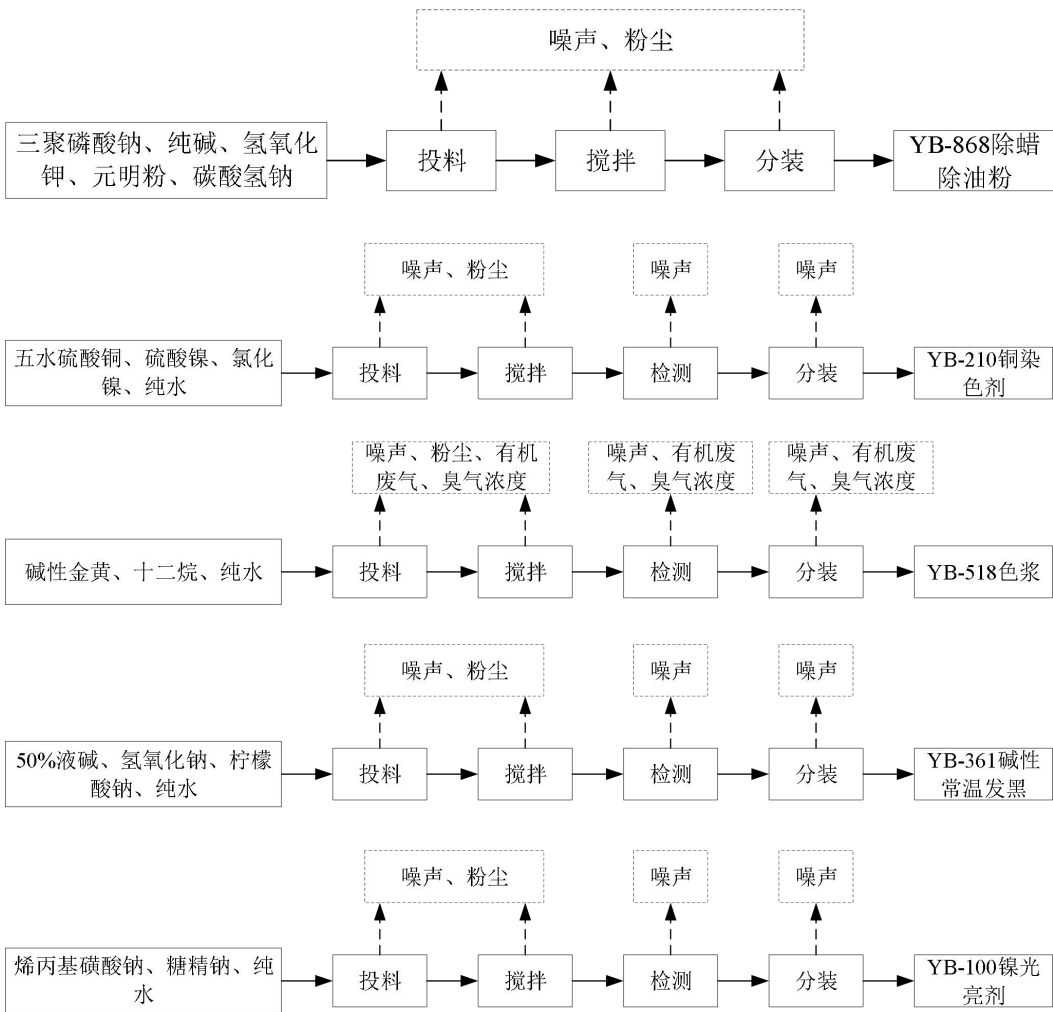 噪声、粉尘
三聚磷酸钠、纯碱、氢氧化
钾、元明粉、碳酸氢钠
投料
搅拌
分装
YB-868除蜡
除油粉
噪声、粉尘
噪声
噪声
五水硫酸铜、硫酸镍、氯化
镍、纯水
投料
搅拌
检测
分装
YB-210铜染
色剂
噪声、粉尘、有机
废气、臭气浓度
噪声、有机废
气、臭气浓度
噪声、有机废
气、臭气浓度
碱性金黄、十二烷、纯水
投料
搅拌
检测
分装
YB-518色浆
噪声、粉尘
噪声
噪声
50%液碱、氢氧化钠、柠檬
酸钠、纯水
投料
搅拌
检测
分装
YB-361碱性
常温发黑
噪声、粉尘
噪声
噪声
烯丙基磺酸钠、糖精钠、纯
水
投料
搅拌
检测
分装
YB-100镍光
亮剂